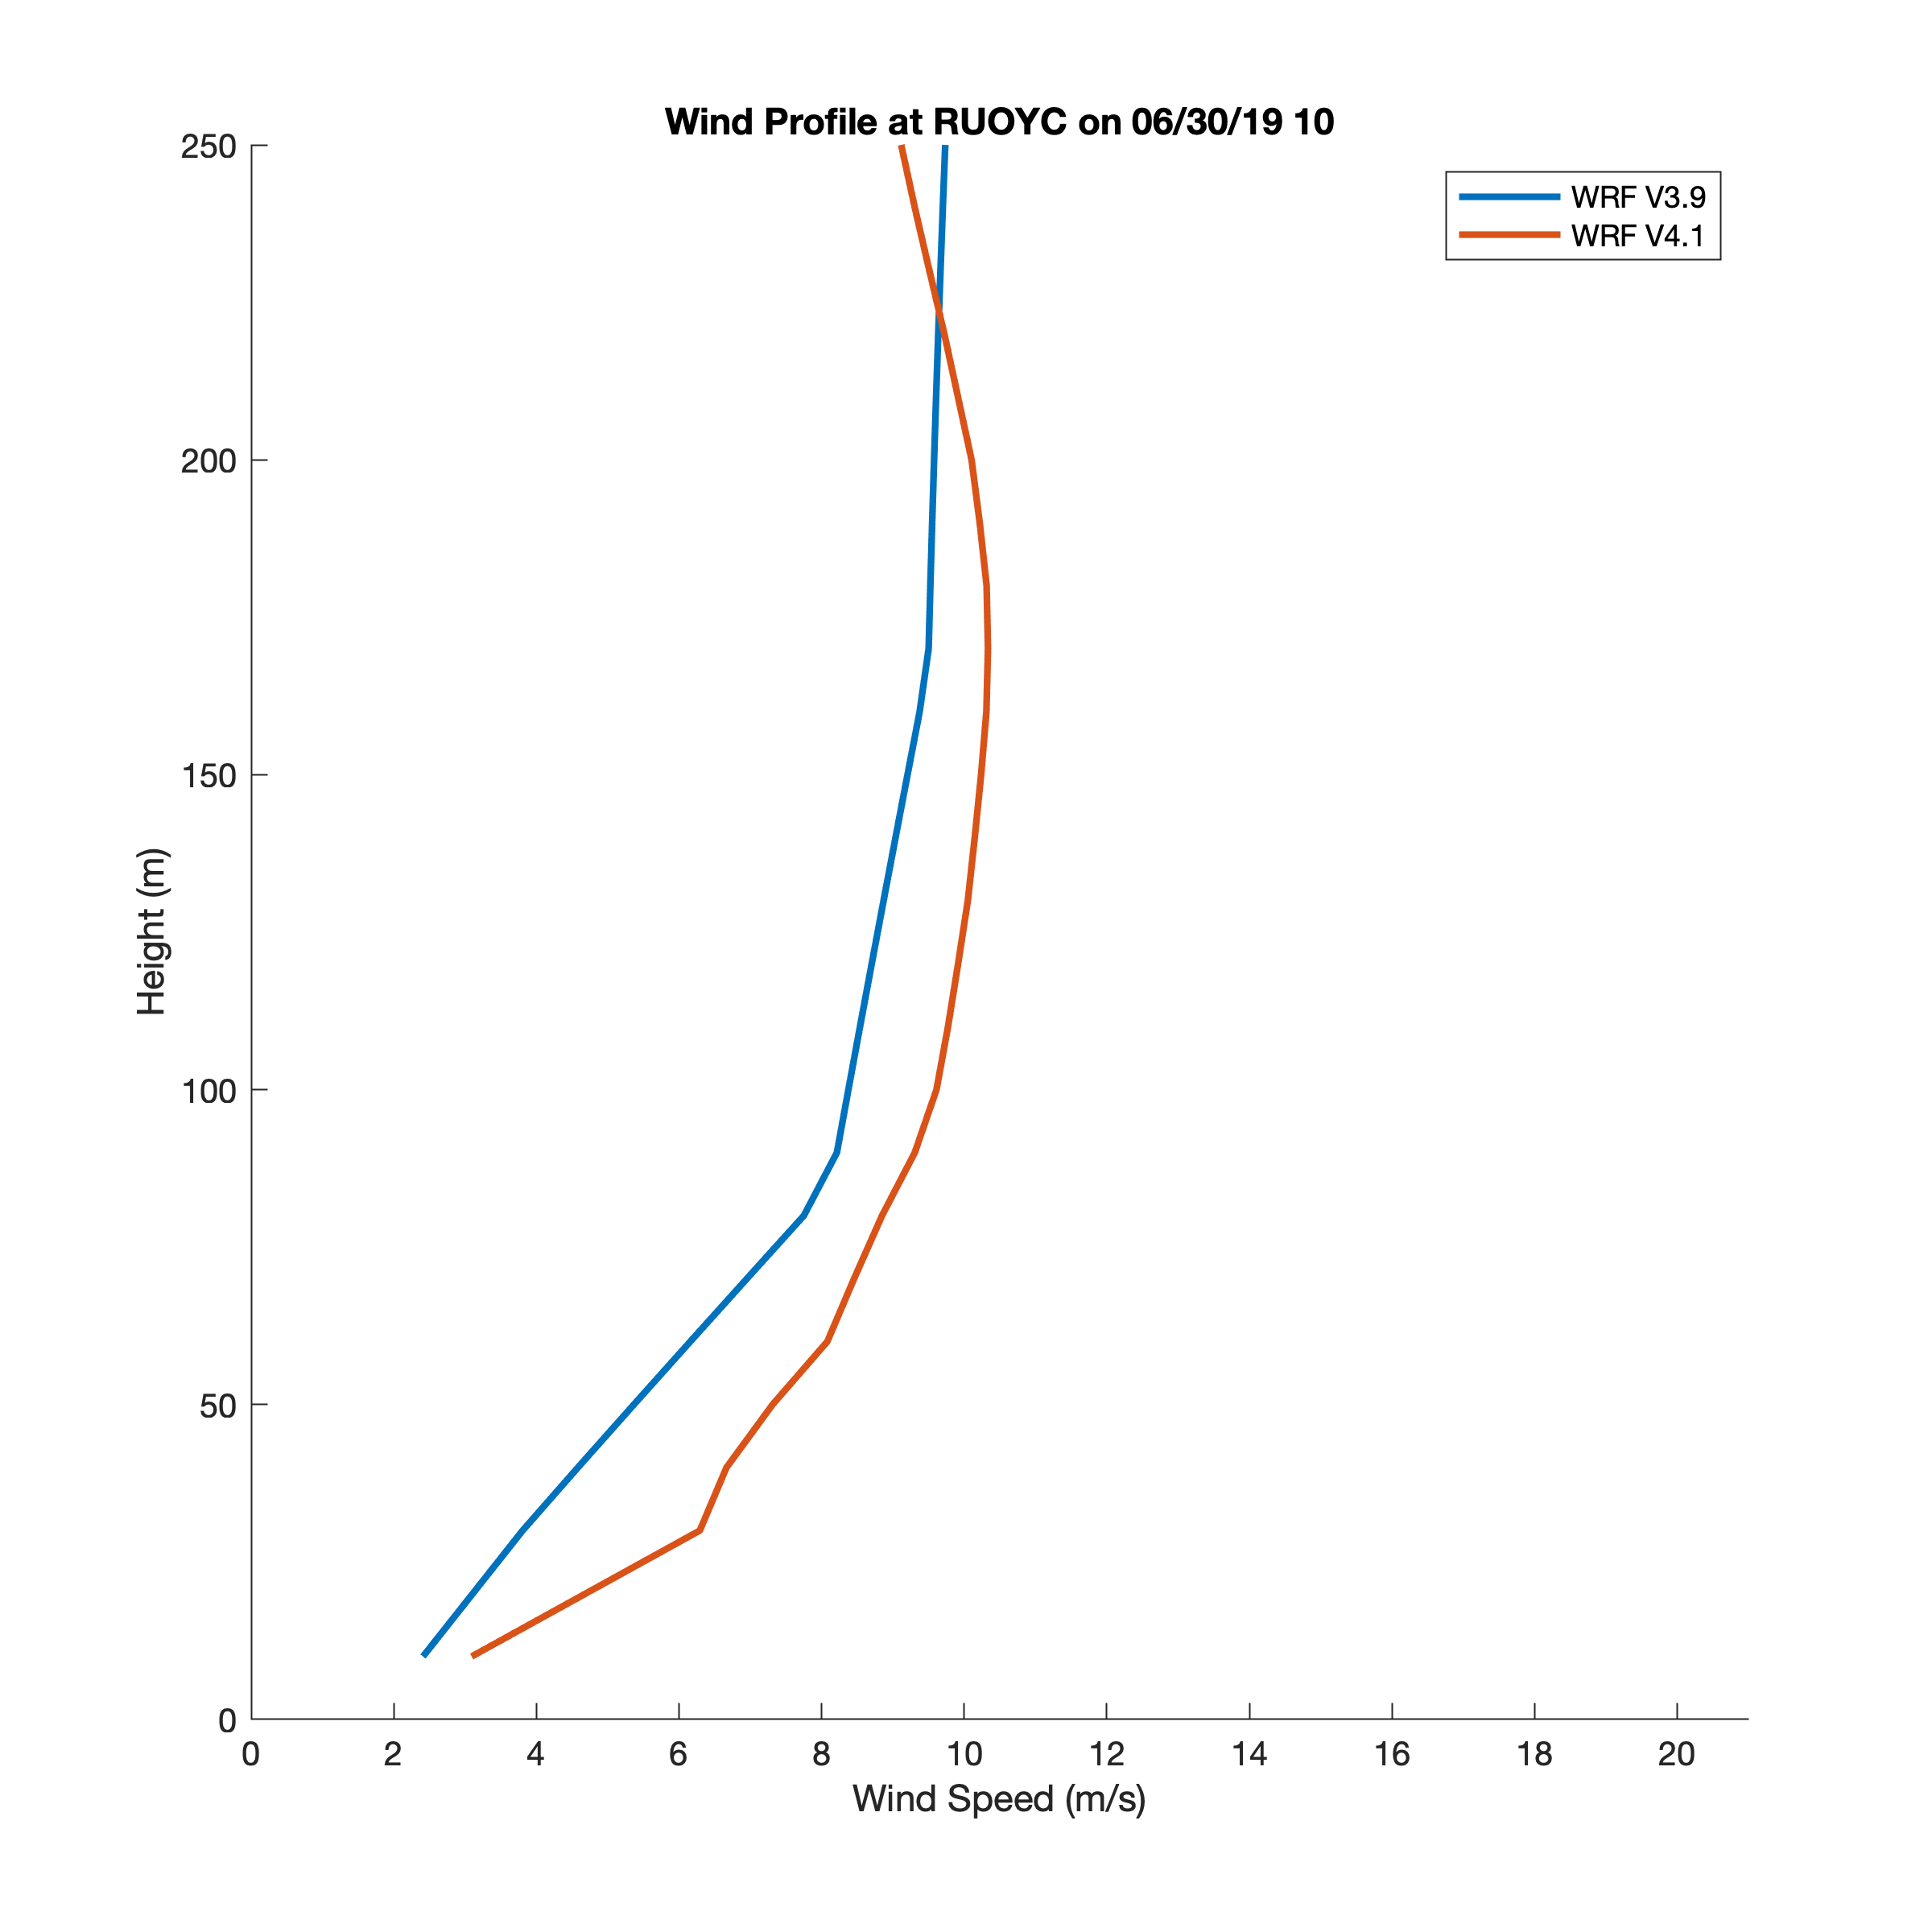 Wind Profile at RUOYC on 06/30/19 10
WRF V3.9
WRF V4.1
250
200
150
100
50
0
Height (m)
0 2 4 6 8 10 12 14 16 18 20
Wind Speed (m/s)